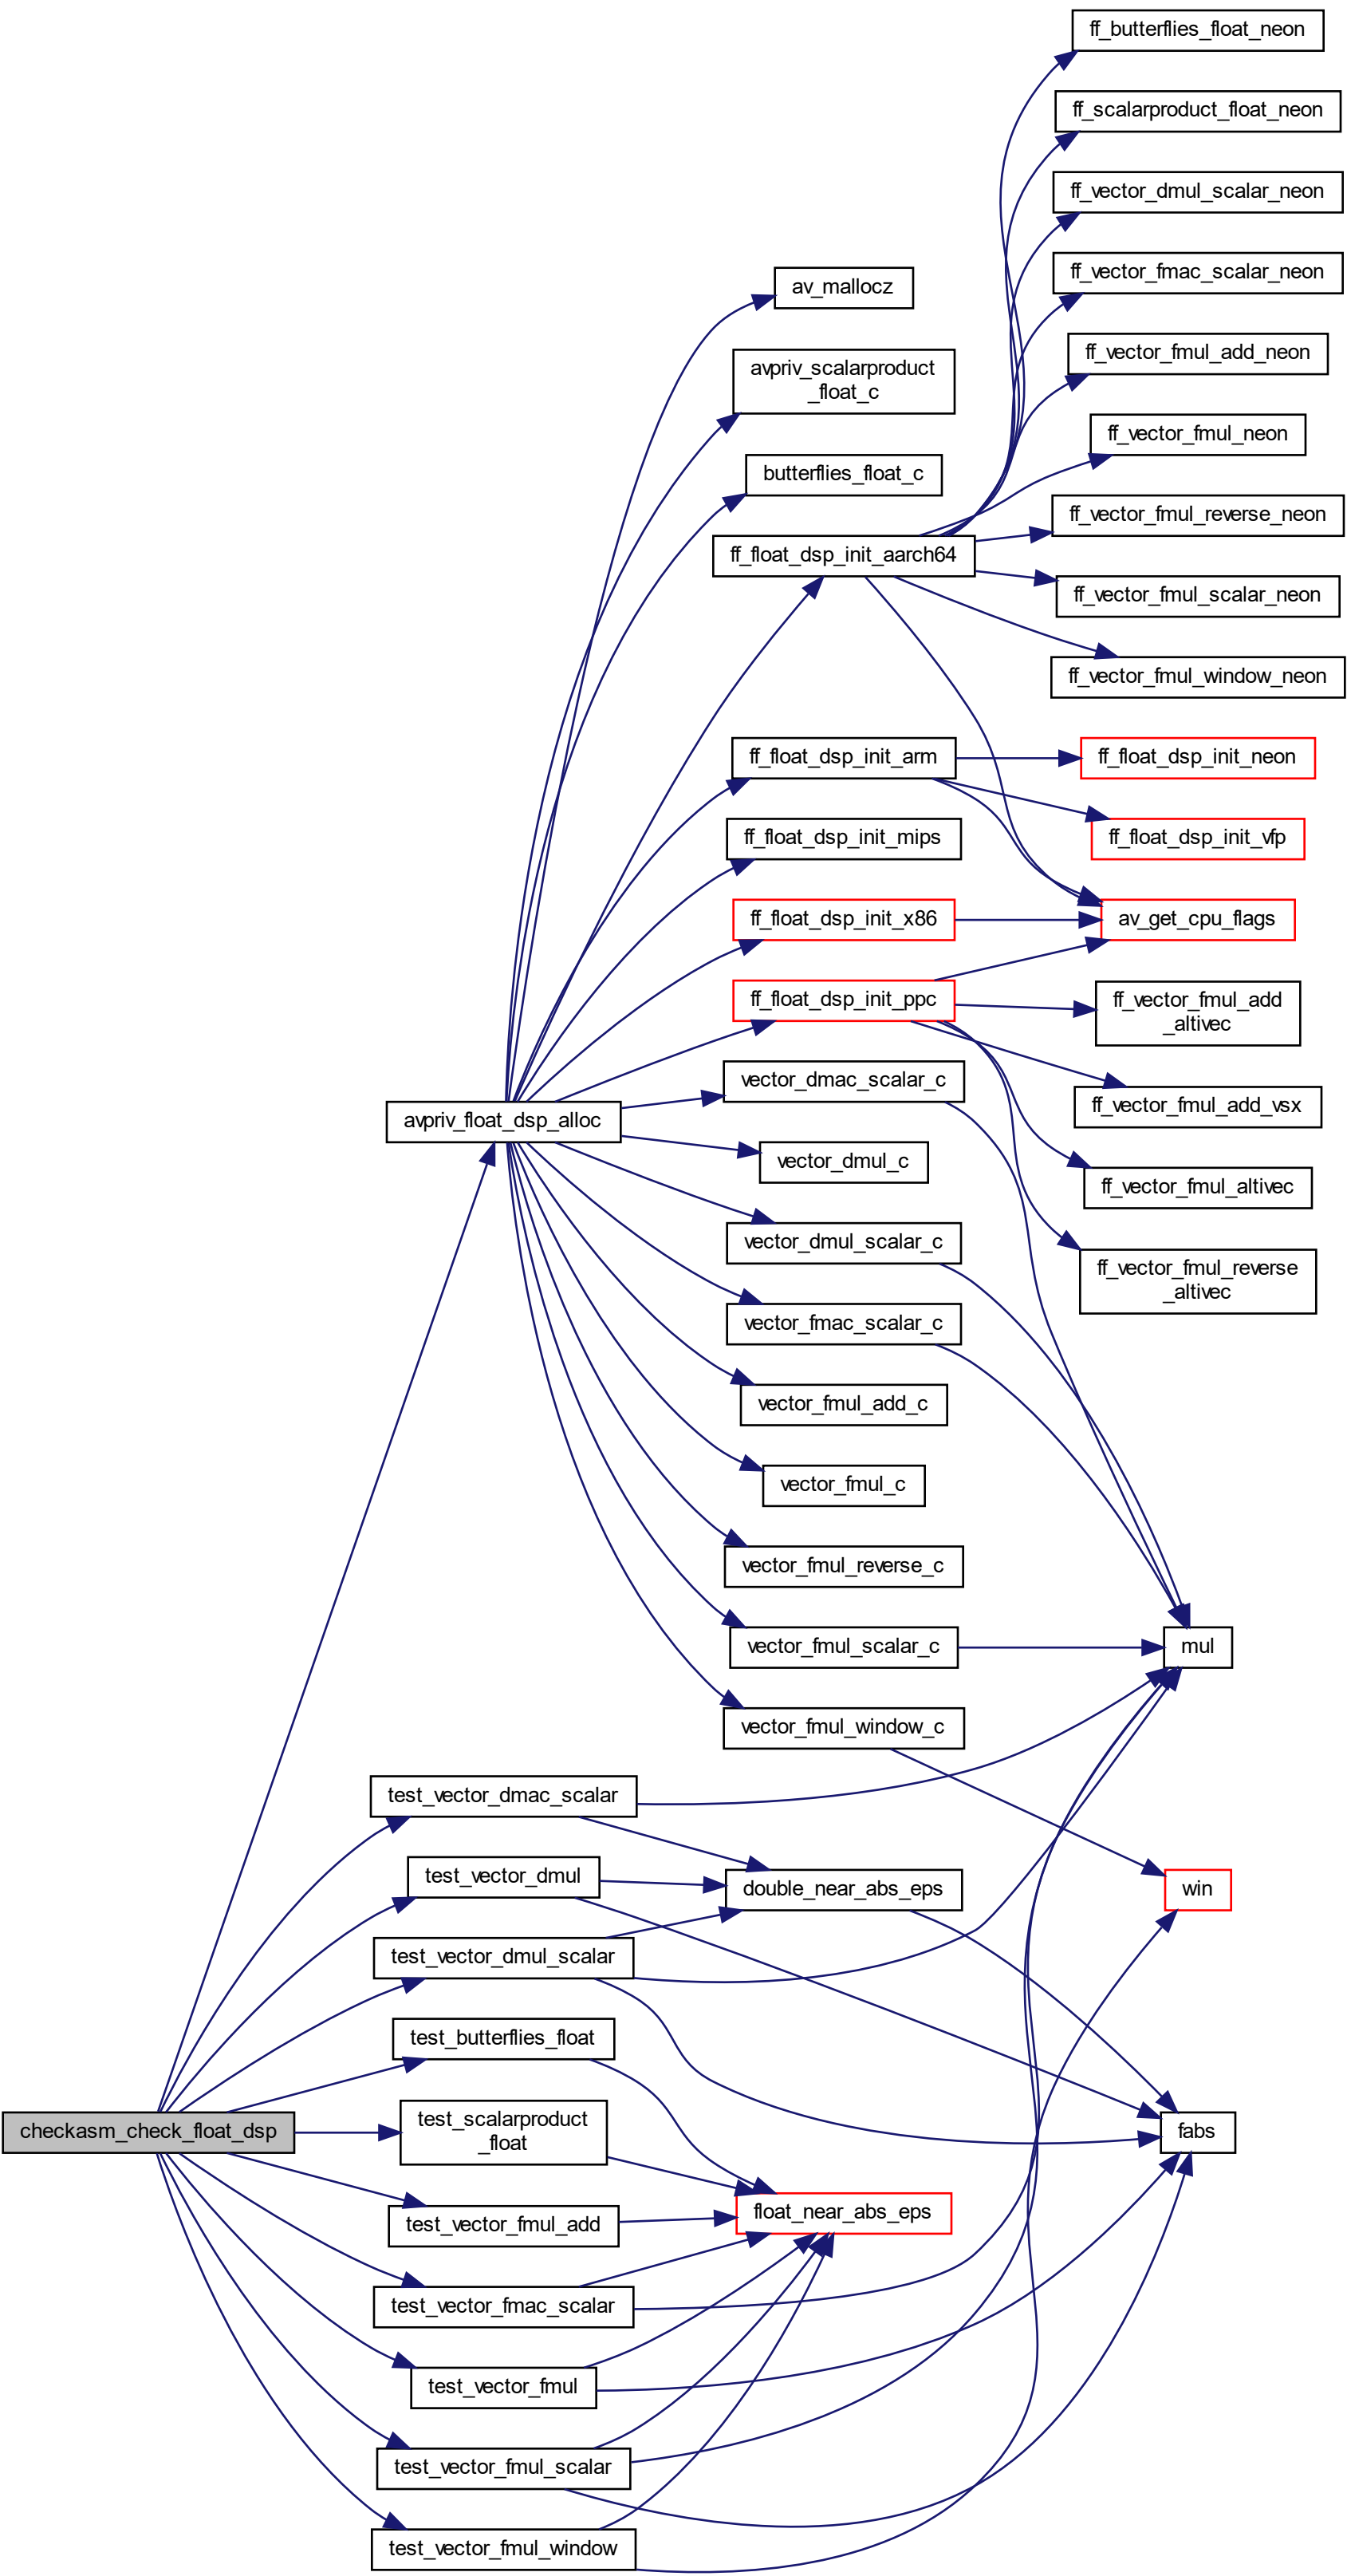 ff_butterflies_float_neon
ff_scalarproduct_float_neon
ff_vector_dmul_scalar_neon
ff_vector_fmac_scalar_neon
av_mallocz
ff_vector_fmul_add_neon
avpriv_scalarproduct
_float_c
ff_vector_fmul_neon
butterflies_float_c
ff_vector_fmul_reverse_neon
ff_float_dsp_init_aarch64
ff_vector_fmul_scalar_neon
ff_vector_fmul_window_neon
ff_float_dsp_init_arm
ff_float_dsp_init_neon
ff_float_dsp_init_mips
ff_float_dsp_init_vfp
ff_float_dsp_init_x86
av_get_cpu_flags
ff_float_dsp_init_ppc
ff_vector_fmul_add
_altivec
vector_dmac_scalar_c
ff_vector_fmul_add_vsx
avpriv_float_dsp_alloc
vector_dmul_c
ff_vector_fmul_altivec
vector_dmul_scalar_c
ff_vector_fmul_reverse
_altivec
vector_fmac_scalar_c
vector_fmul_add_c
vector_fmul_c
vector_fmul_reverse_c
vector_fmul_scalar_c
mul
vector_fmul_window_c
test_vector_dmac_scalar
test_vector_dmul
double_near_abs_eps
win
test_vector_dmul_scalar
test_butterflies_float
checkasm_check_float_dsp
test_scalarproduct
_float
fabs
test_vector_fmul_add
float_near_abs_eps
test_vector_fmac_scalar
test_vector_fmul
test_vector_fmul_scalar
test_vector_fmul_window